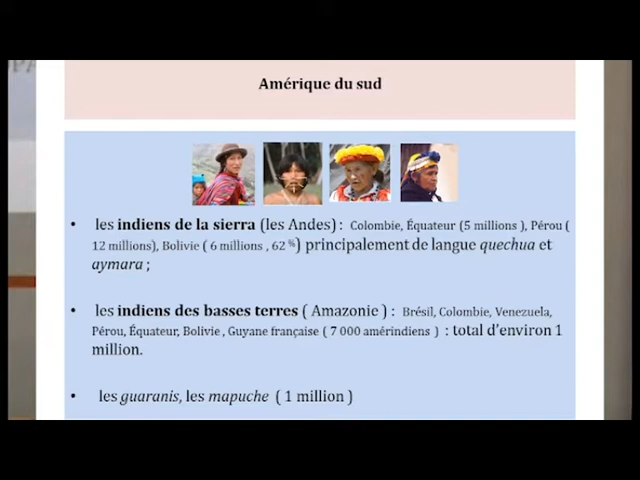 Amérique du sud
• les indiens de la sierra (les Andes) : Colombie, Équateur (5 millions ), Pérou (
12 millions), Bolivie ( 6 millions , 62 %) principalement de langue quechua et
aymara ;
• les indiens des basses terres ( Amazonie ) : Brésil, Colombie, Venezuela,
Pérou, Équateur, Bolivie , Guyane française ( 7 000 amérindiens ) : total d'environ 1
million.
• les guaranis, les mapuche ( 1 million )